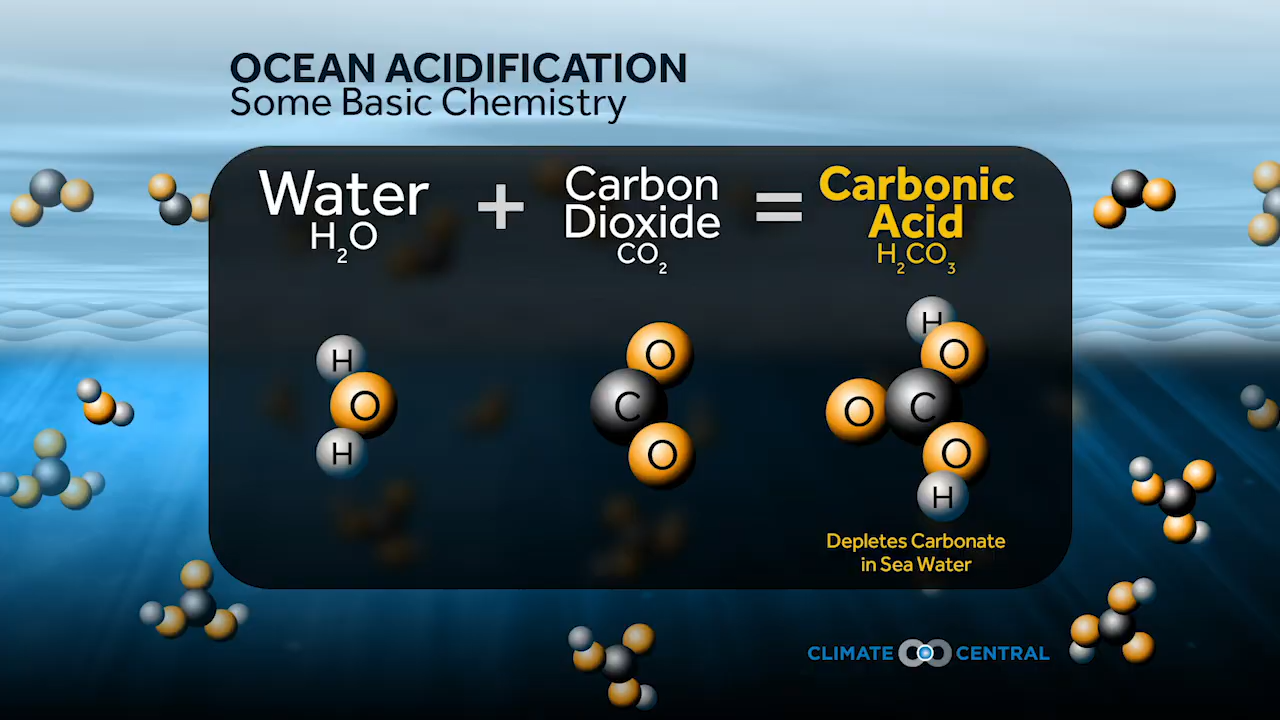 OCEAN ACIDIFICATION
Some Basic Chemistry
Water + Carbon Dioxide = Carbonic Acid
H₂O CO₂ H₂CO₃
H O H
O C O
H O C O O H
Depletes Carbonate
in Sea Water
CLIMATE CENTRAL